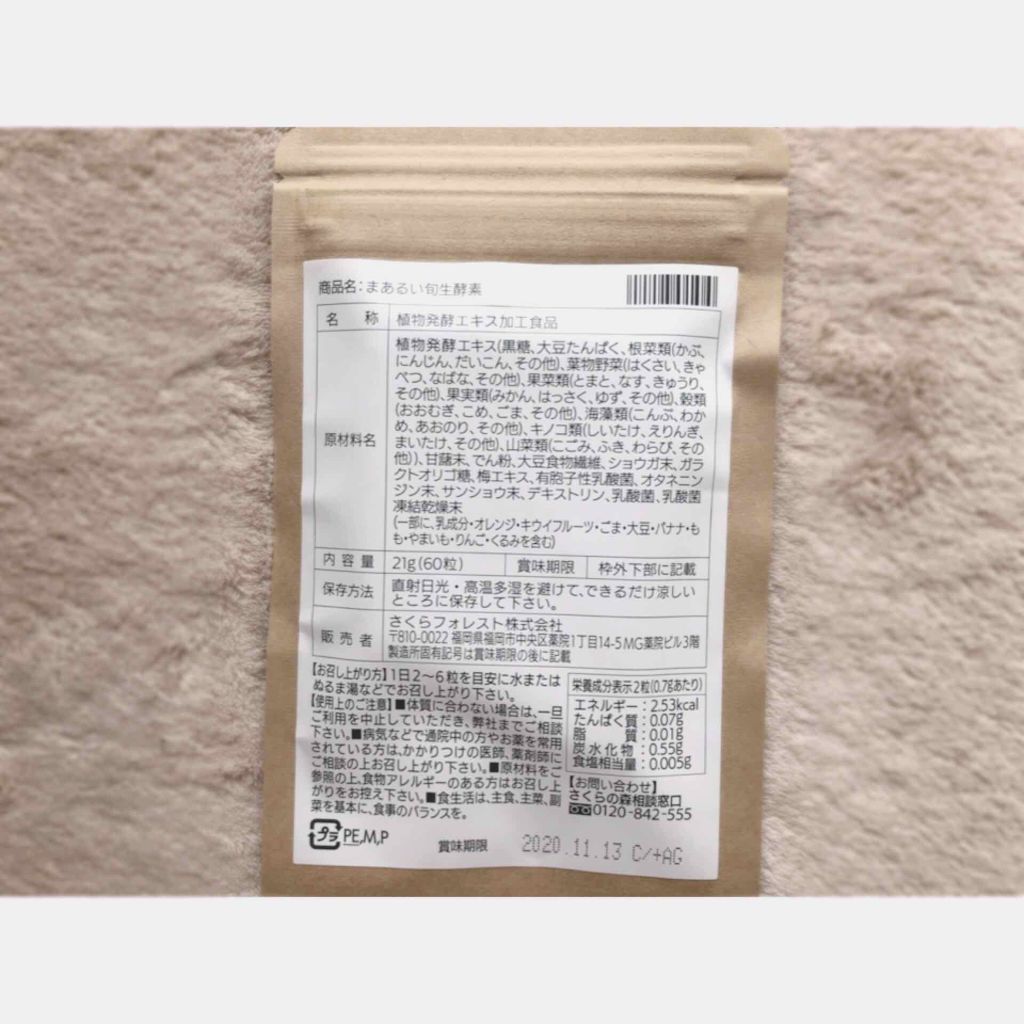 商品名：まあるい旬生酵素
名 称 植物発酵エキス加工食品
原材料名
植物発酵エキス(黒糖、大豆たんぱく、根菜類(かぶ、
にんじん、だいこん、その他)、葉物野菜(はくさい、きゃ
べつ、なばな、その他)、果菜類(とまと、なす、きゅうり、
その他)、果実類(みかん、はっさく、ゆず、その他)、穀類
(おおむぎ、こめ、ごま、その他)、海藻類(こんぶ、わか
め、あおのり、その他)、キノコ類(しいたけ、えりんぎ、
まいたけ、その他)、山菜類(こごみ、ふき、わらび、その
他))、甘藷末、でん粉、大豆食物繊維、ショウガ末、ガラ
クトオリゴ糖、梅エキス、有胞子性乳酸菌、オタネニン
ジン末、サンショウ末、デキストリン、乳酸菌、乳酸菌
凍結乾燥末
(一部に、乳成分・オレンジ・キウイフルーツ・ごま・大豆・バナナ・も
も・やまいも・りんご・くるみを含む)
内容量 21g(60粒) 賞味期限 枠外下部に記載
保存方法
直射日光・高温多湿を避けて、できるだけ涼しい
ところに保存して下さい。
販売者
さくらフォレスト株式会社
〒810-0022 福岡県福岡市中央区薬院1丁目14-5 MG薬院ビル3階
製造所固有記号は賞味期限の後に記載
【お召し上がり方】1日2～6粒を目安に水または
ぬるま湯などでお召し上がり下さい。
【使用上のご注意】■体質に合わない場合は、一旦
ご利用を中止していただき、弊社までご相談
下さい。■病気などで通院中の方やお薬を常用
されている方は、かかりつけの医師、薬剤師に
ご相談の上お召し上がり下さい。■原材料をご
参照の上、食物アレルギーのある方はお召し上
がりをお控え下さい。■食生活は、主食、主菜、副
菜を基本に、食事のバランスを。
栄養成分表示2粒(0.7gあたり)
エネルギー：2.53kcal
たんぱく質：0.07g
脂 質：0.01g
炭水化物：0.55g
食塩相当量：0.005g
【お問い合わせ】
さくらの森相談窓口
0120-842-555
プラ PE,M,P
賞味期限 2020.11.13 C/+AG